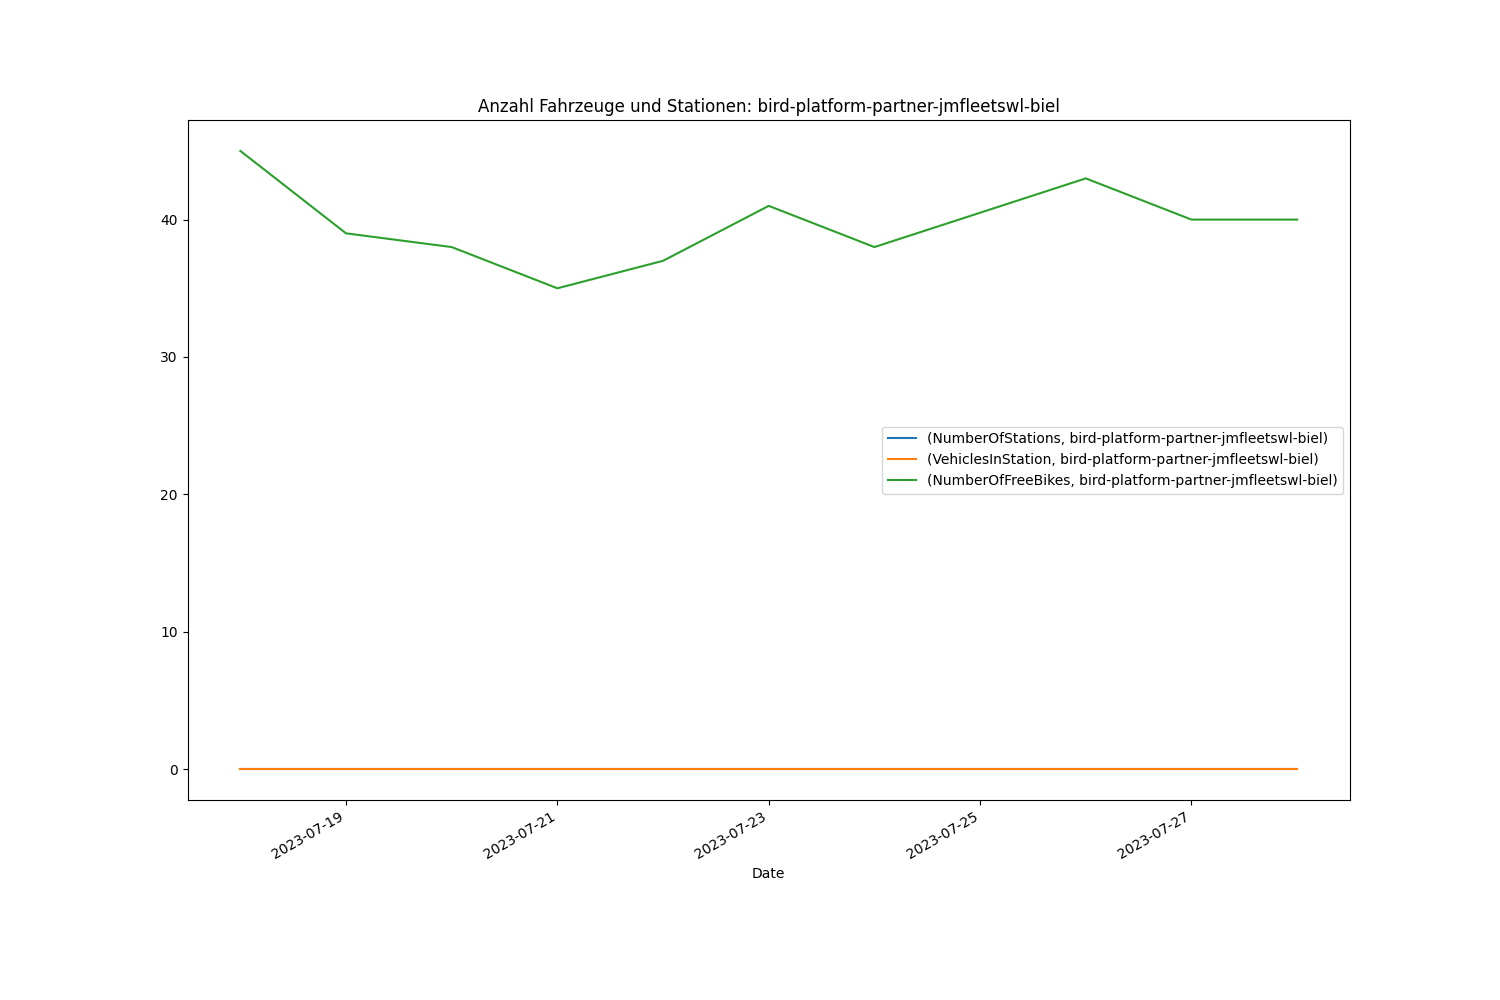 Anzahl Fahrzeuge und Stationen: bird-platform-partner-jmfleetswl-biel
40
30
20
10
0
(NumberOfStations, bird-platform-partner-jmfleetswl-biel)
(VehiclesInStation, bird-platform-partner-jmfleetswl-biel)
(NumberOfFreeBikes, bird-platform-partner-jmfleetswl-biel)
2023-07-19
2023-07-21
2023-07-23
2023-07-25
2023-07-27
Date